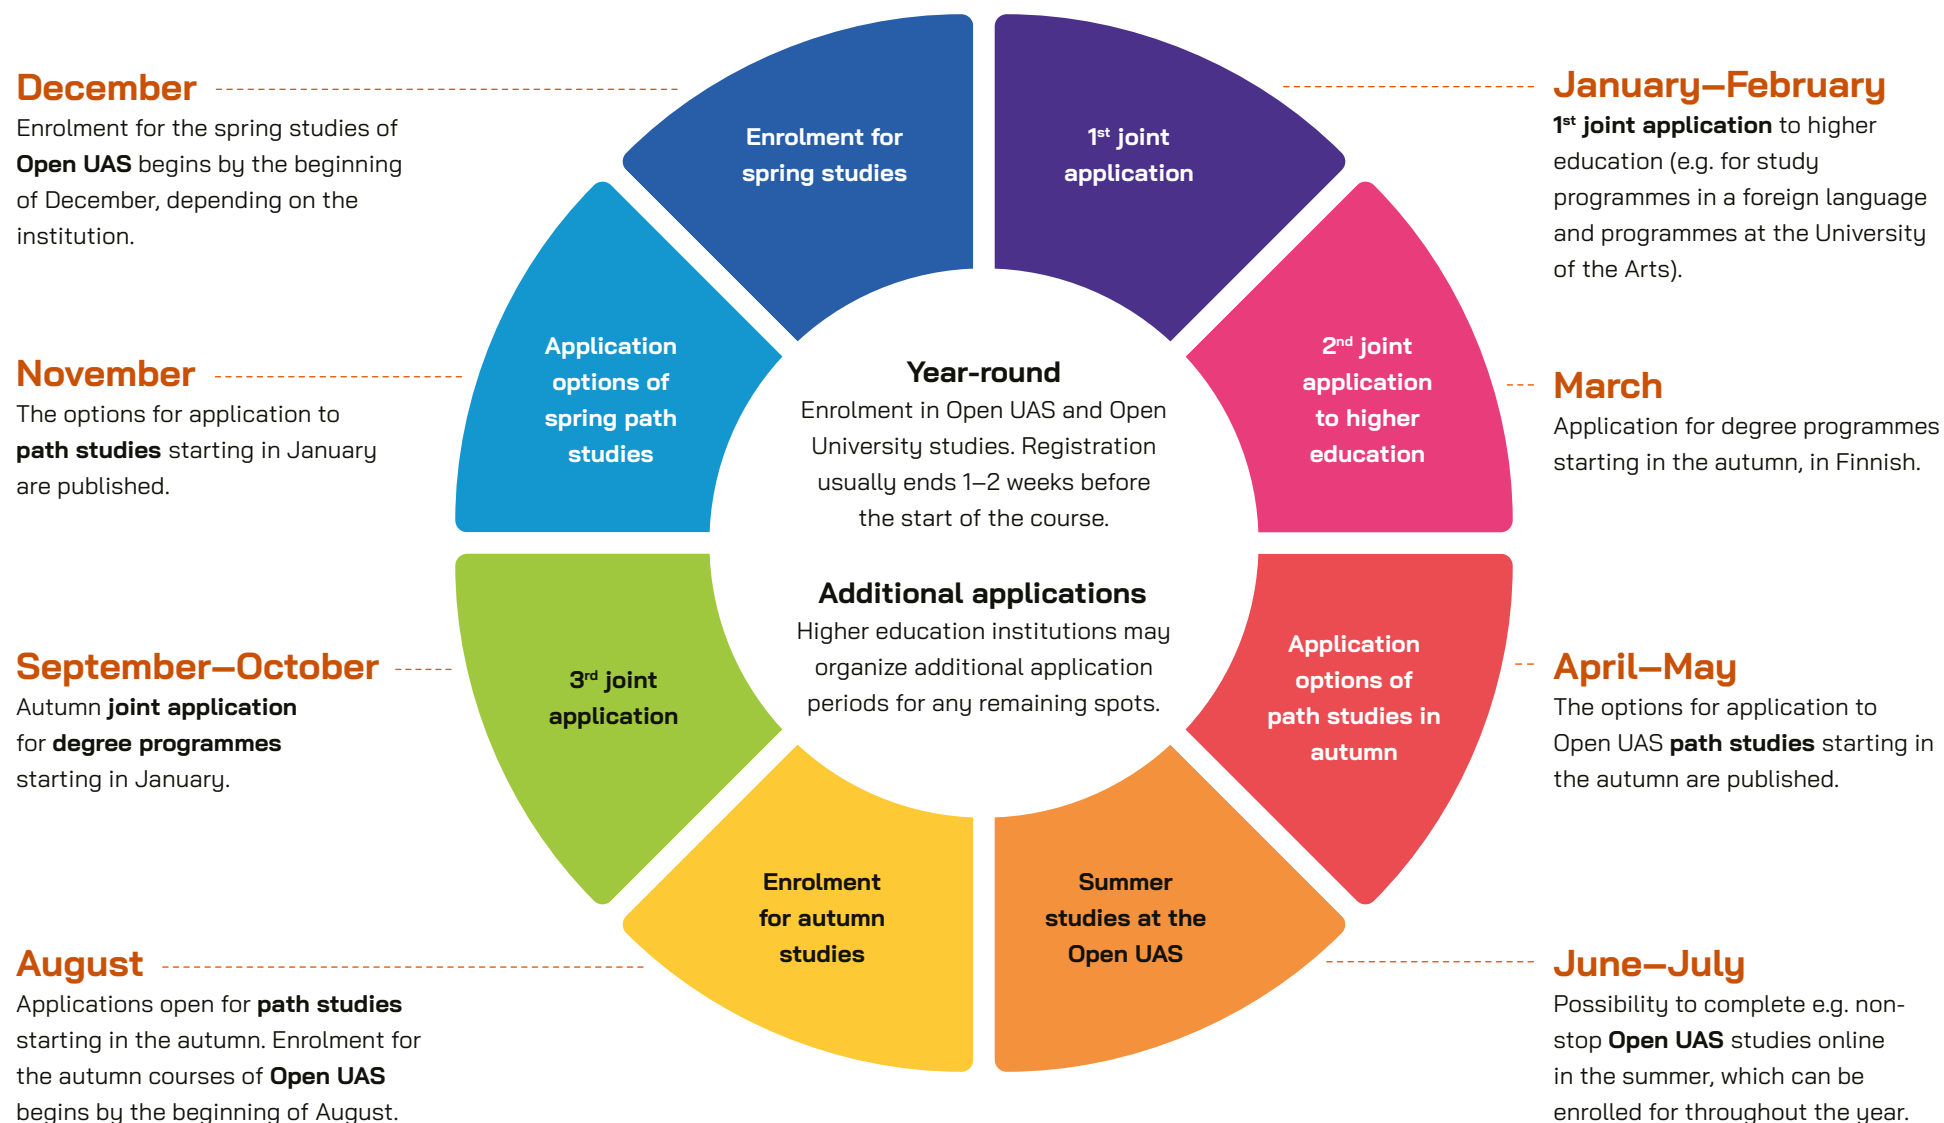 January–February
1st joint application to higher
education (e.g. for study
programmes in a foreign language
and programmes at the University
of the Arts).
March
Application for degree programmes
starting in the autumn, in Finnish.
April–May
The options for application to
Open UAS path studies starting in
the autumn are published.
June–July
Possibility to complete e.g. non-
stop Open UAS studies online
in the summer, which can be
enrolled for throughout the year.
August
Applications open for path studies
starting in the autumn. Enrolment for
the autumn courses of Open UAS
begins by the beginning of August.
September–October
Autumn joint application
for degree programmes
starting in January.
November
The options for application to
path studies starting in January
are published.
December
Enrolment for the spring studies of
Open UAS begins by the beginning
of December, depending on the
institution.
1st joint
application
2nd joint
application
to higher
education
Application
options of
path studies in
autumn
Summer
studies at the
Open UAS
Enrolment
for autumn
studies
3rd joint
application
Application
options of
spring path
studies
Enrolment for
spring studies
Year-round
Enrolment in Open UAS and Open
University studies. Registration
usually ends 1–2 weeks before
the start of the course.
Additional applications
Higher education institutions may
organize additional application
periods for any remaining spots.